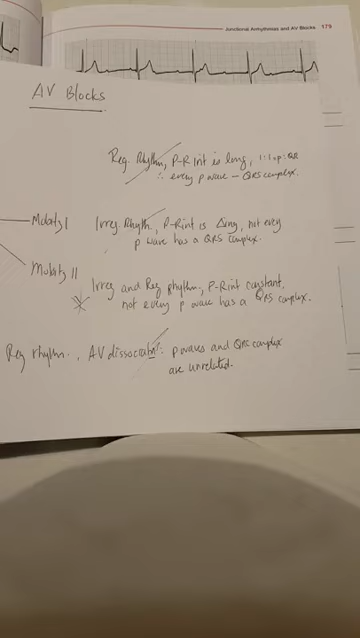 Junctional Arrhythmias and AV Blocks 179
AV Blocks
Reg. Rhythm, P-R int is long, 1:1 p:QR
∴ every p wave – QRS complex.
Mobitz I
Irreg. Rhythm, P-R int is Δing, not every
p wave has a QRS complex.
Mobitz II
Irreg and Reg rhythm, P-R int constant,
not every p wave has a QRS complex.
Reg rhythm., AV dissociatn: p waves and QRS complex
are unrelated.